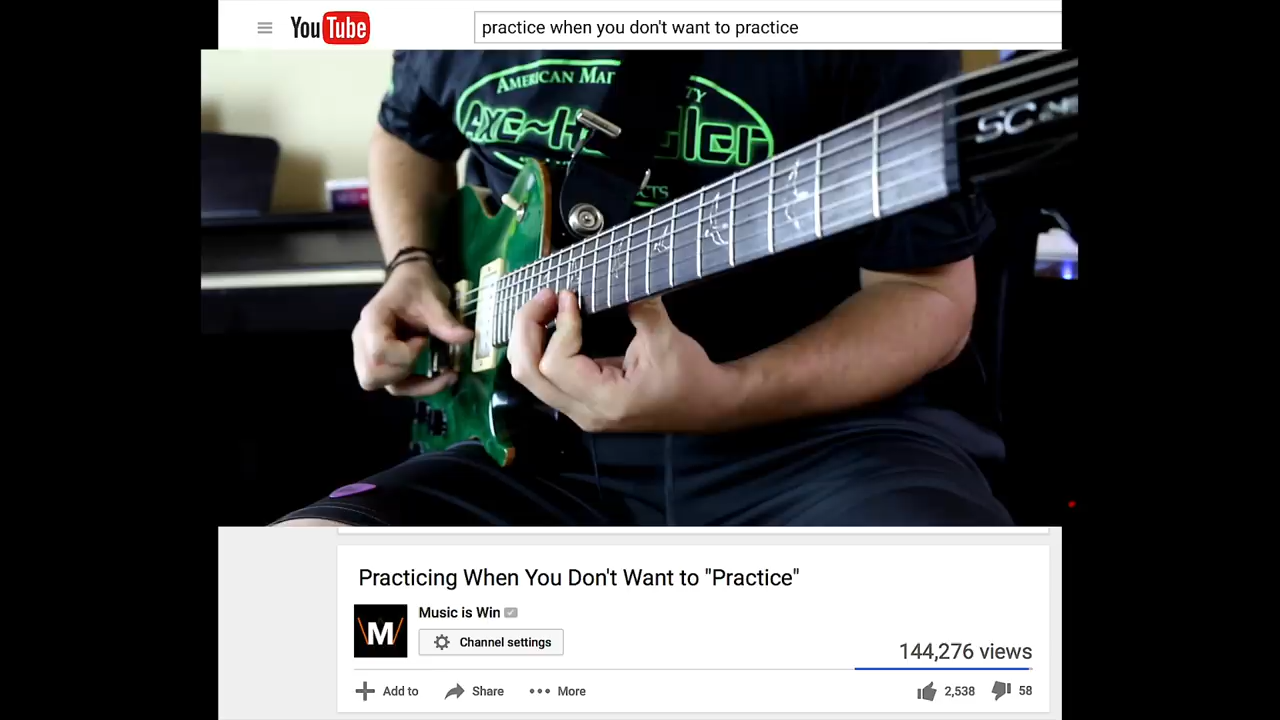 YouTube
practice when you don't want to practice
AMERICAN
SC
Practicing When You Don't Want to "Practice"
M
Music is Win
Channel settings
144,276 views
Add to
Share
More
2,538
58